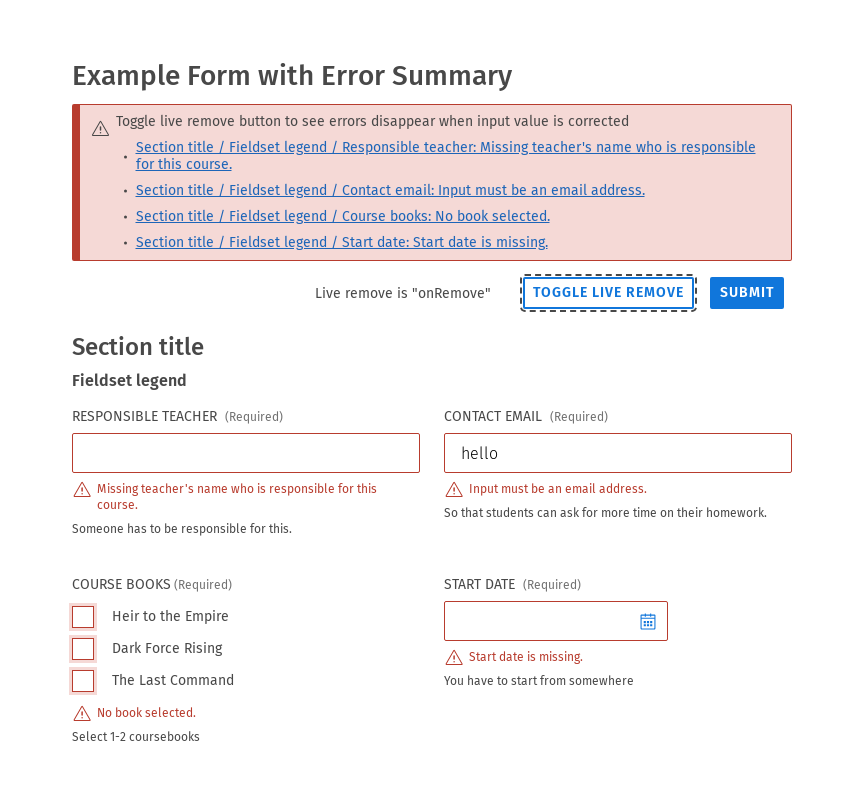 Example Form with Error Summary
Toggle live remove button to see errors disappear when input value is corrected
• Section title / Fieldset legend / Responsible teacher: Missing teacher's name who is responsible
for this course.
• Section title / Fieldset legend / Contact email: Input must be an email address.
• Section title / Fieldset legend / Course books: No book selected.
• Section title / Fieldset legend / Start date: Start date is missing.
Live remove is "onRemove" TOGGLE LIVE REMOVE SUBMIT
Section title
Fieldset legend
RESPONSIBLE TEACHER (Required)
Missing teacher's name who is responsible for this
course.
Someone has to be responsible for this.
CONTACT EMAIL (Required)
hello
Input must be an email address.
So that students can ask for more time on their homework.
COURSE BOOKS (Required)
Heir to the Empire
Dark Force Rising
The Last Command
No book selected.
Select 1-2 coursebooks
START DATE (Required)
Start date is missing.
You have to start from somewhere